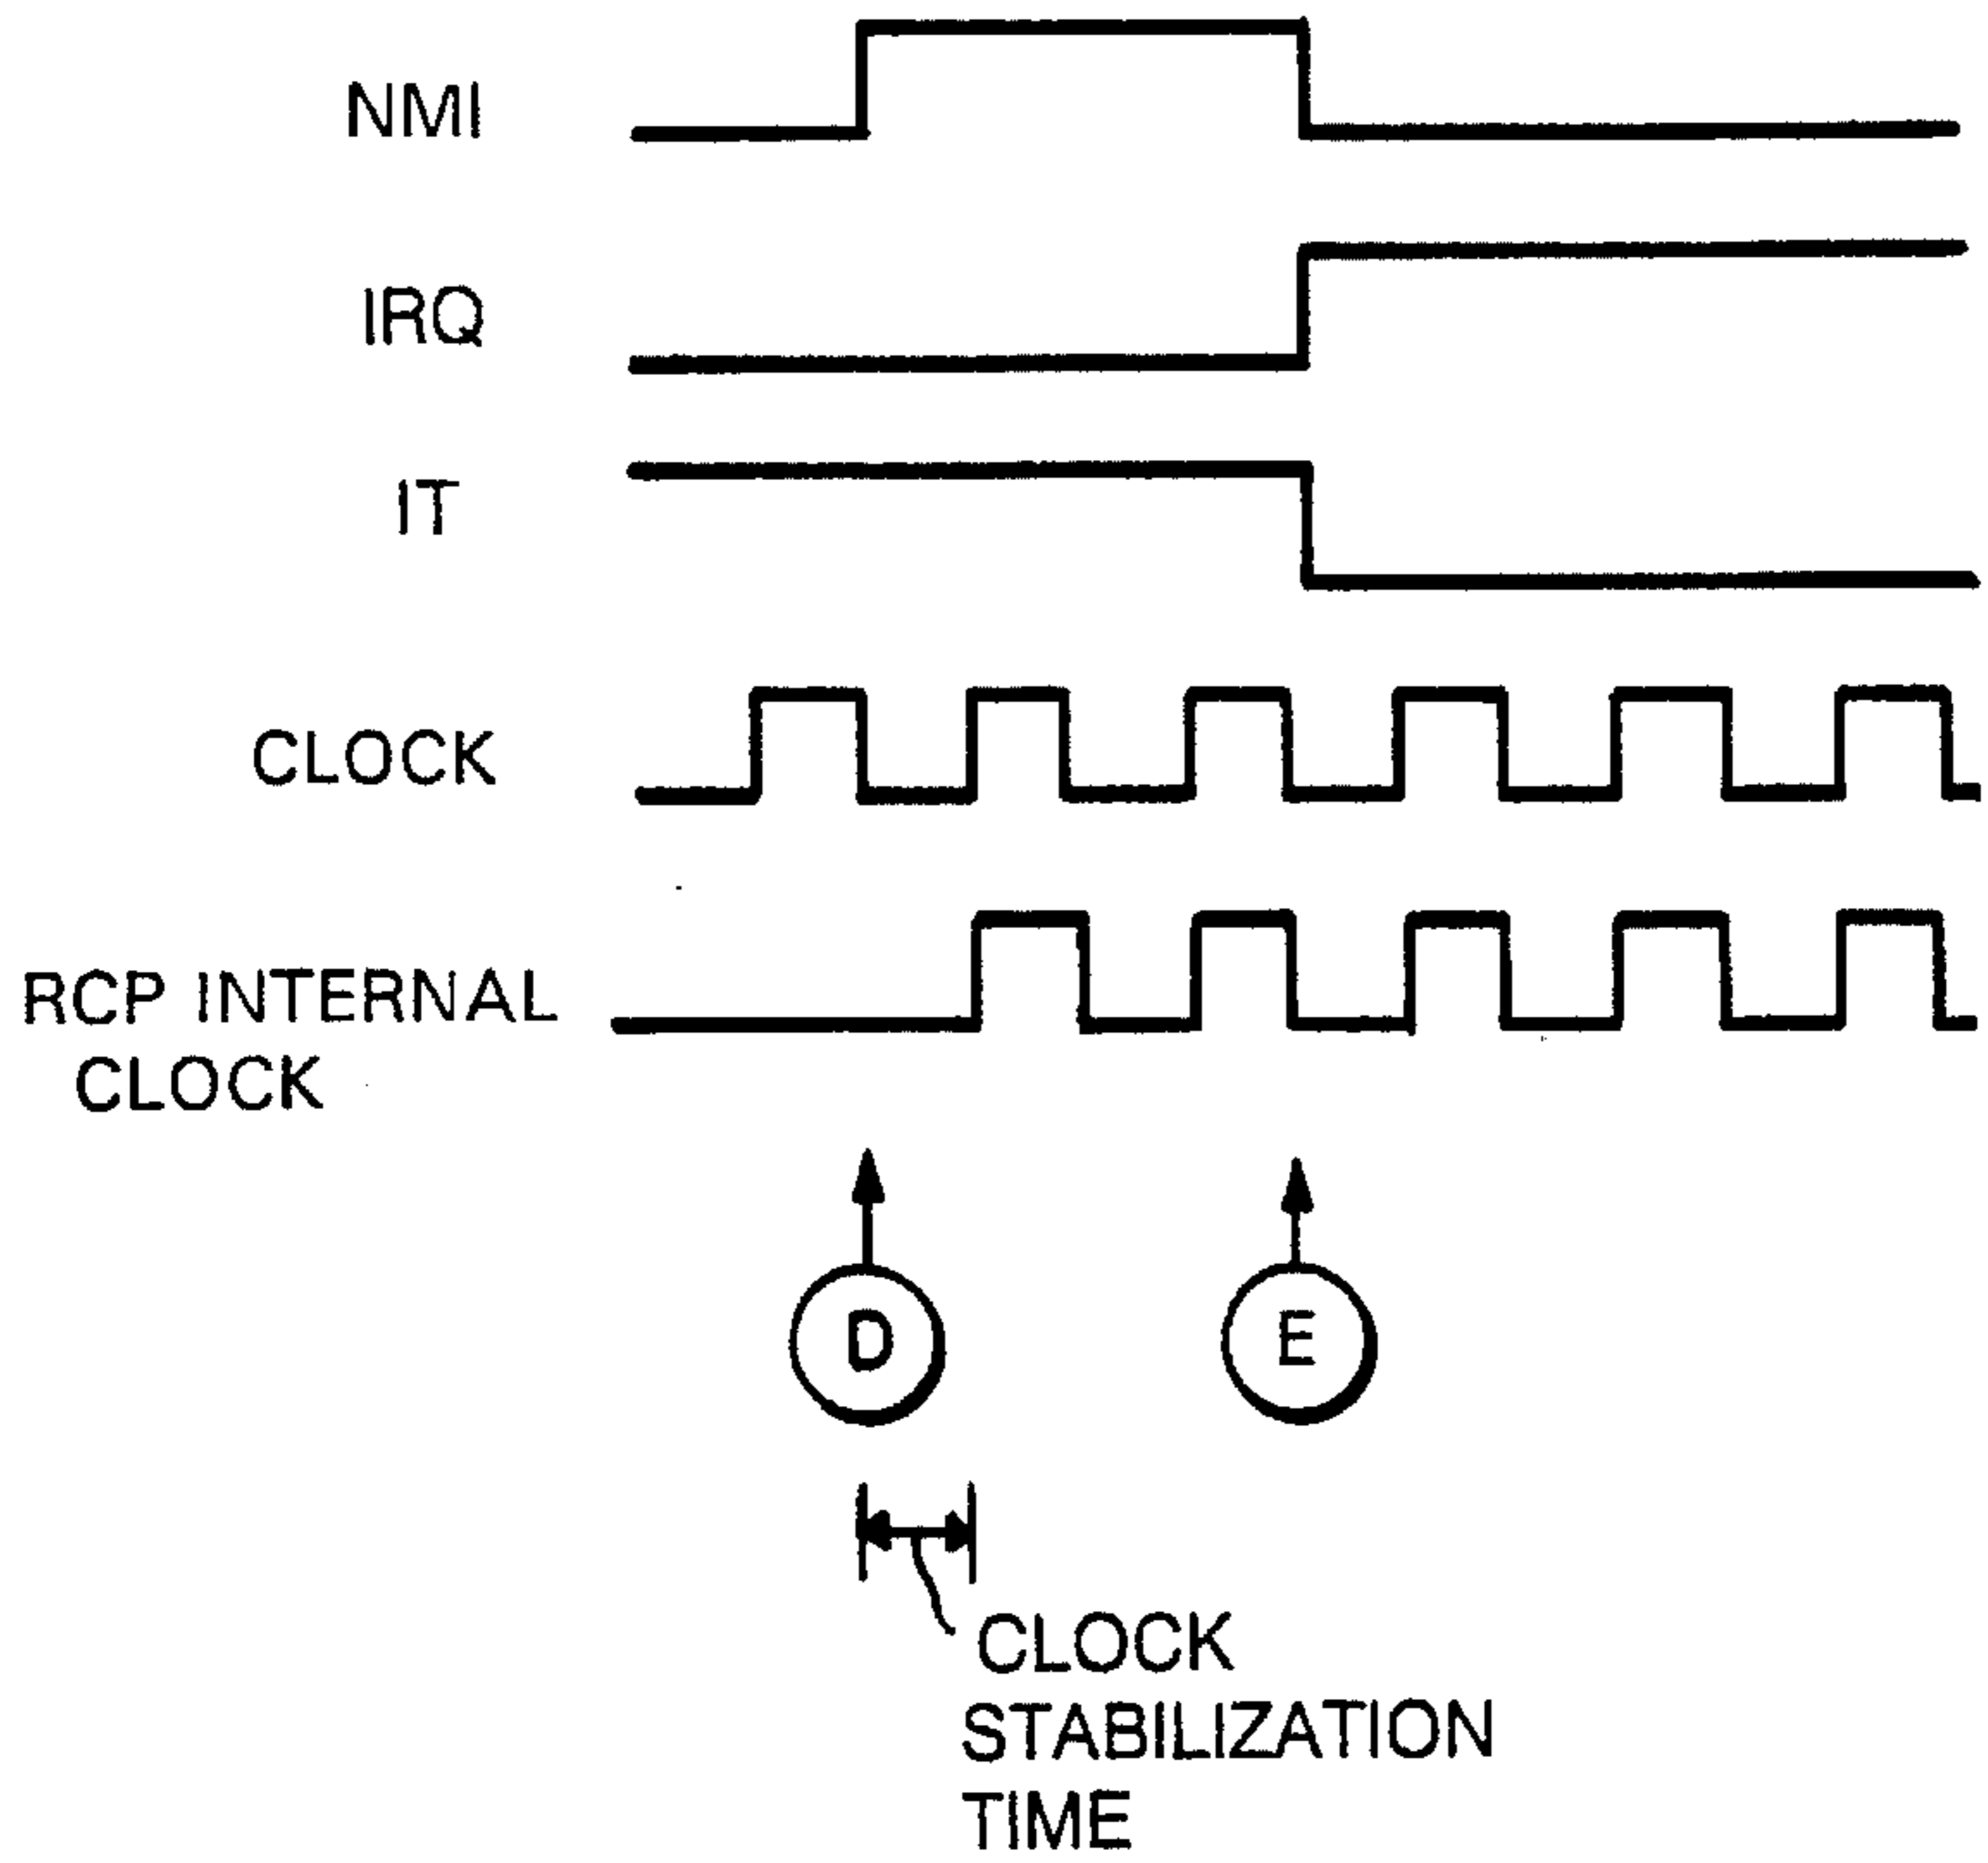 NMI
IRQ
IT
CLOCK
RCP INTERNAL
CLOCK
D
E
CLOCK
STABILIZATION
TIME